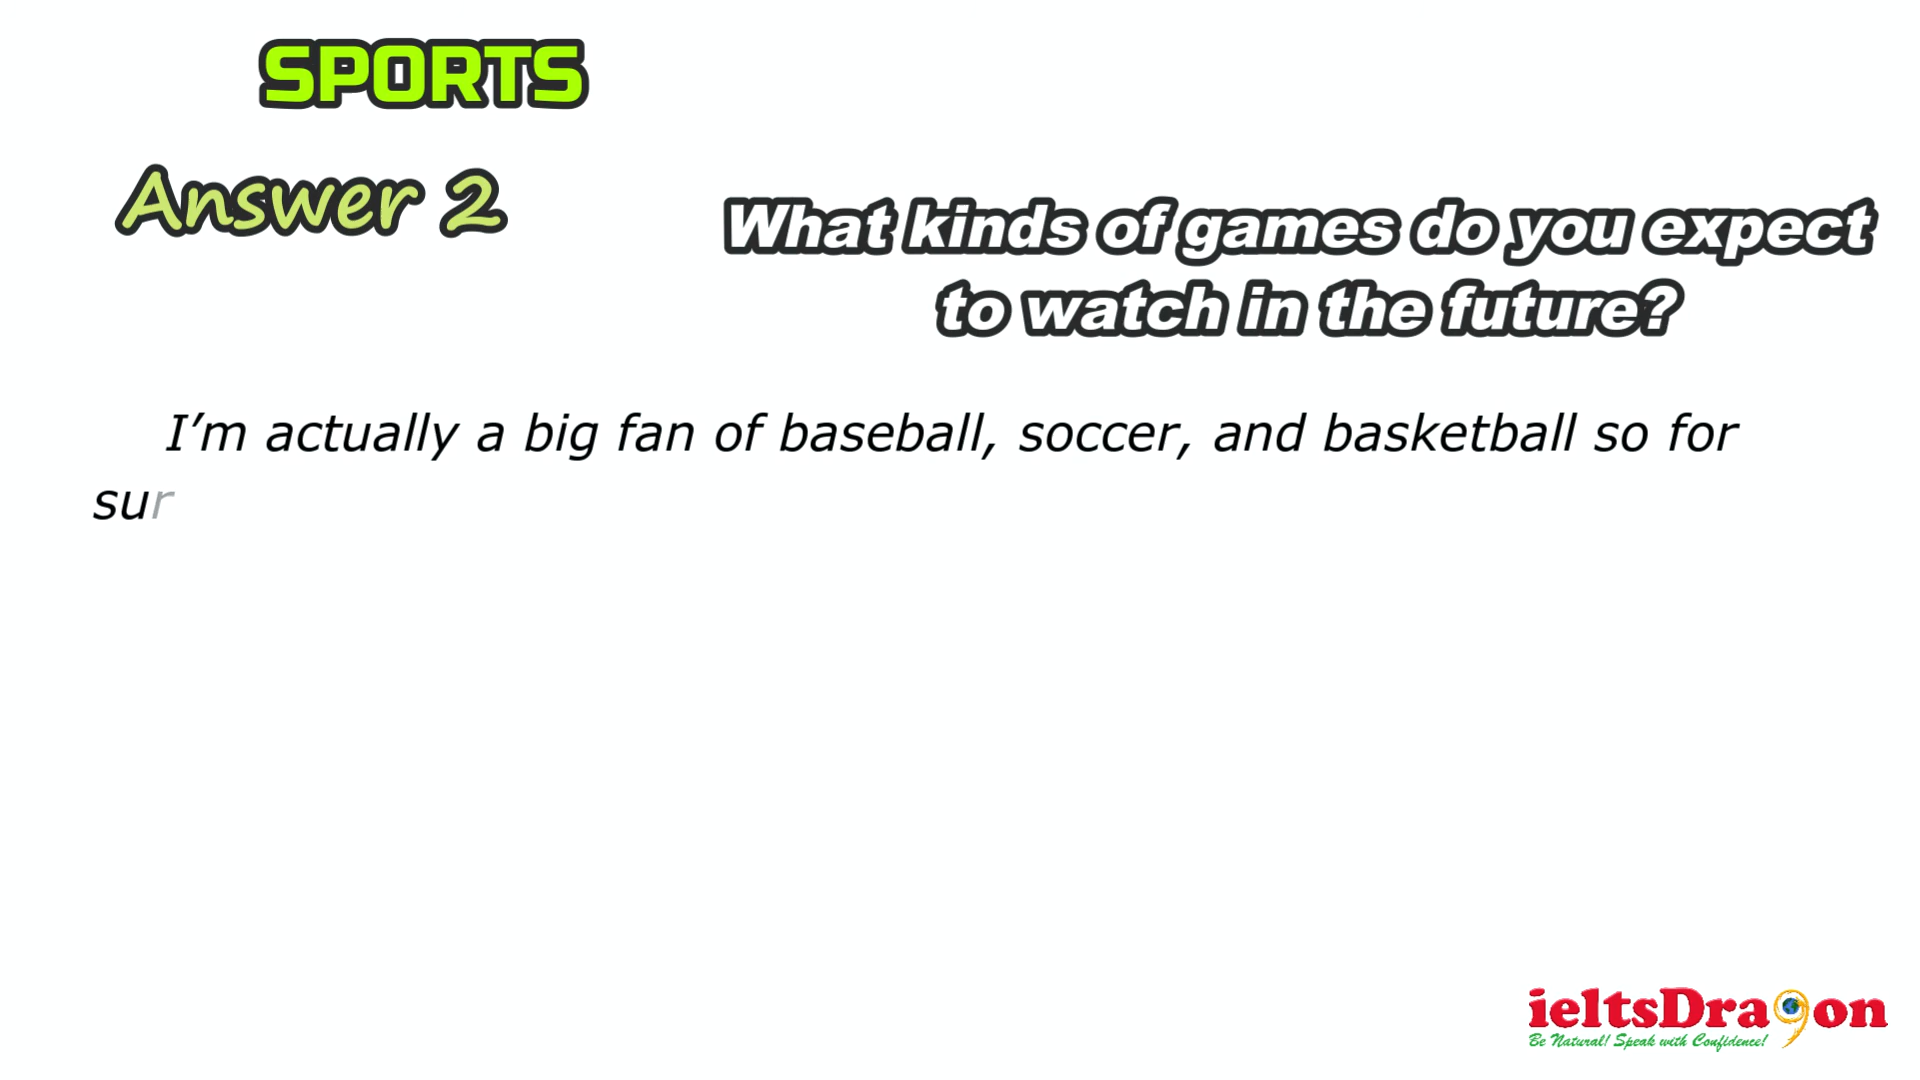 SPORTS
Answer 2
What kinds of games do you expect
to watch in the future?
I’m actually a big fan of baseball, soccer, and basketball so for
sur
ieltsDra9on
Be Natural! Speak with Confidence!